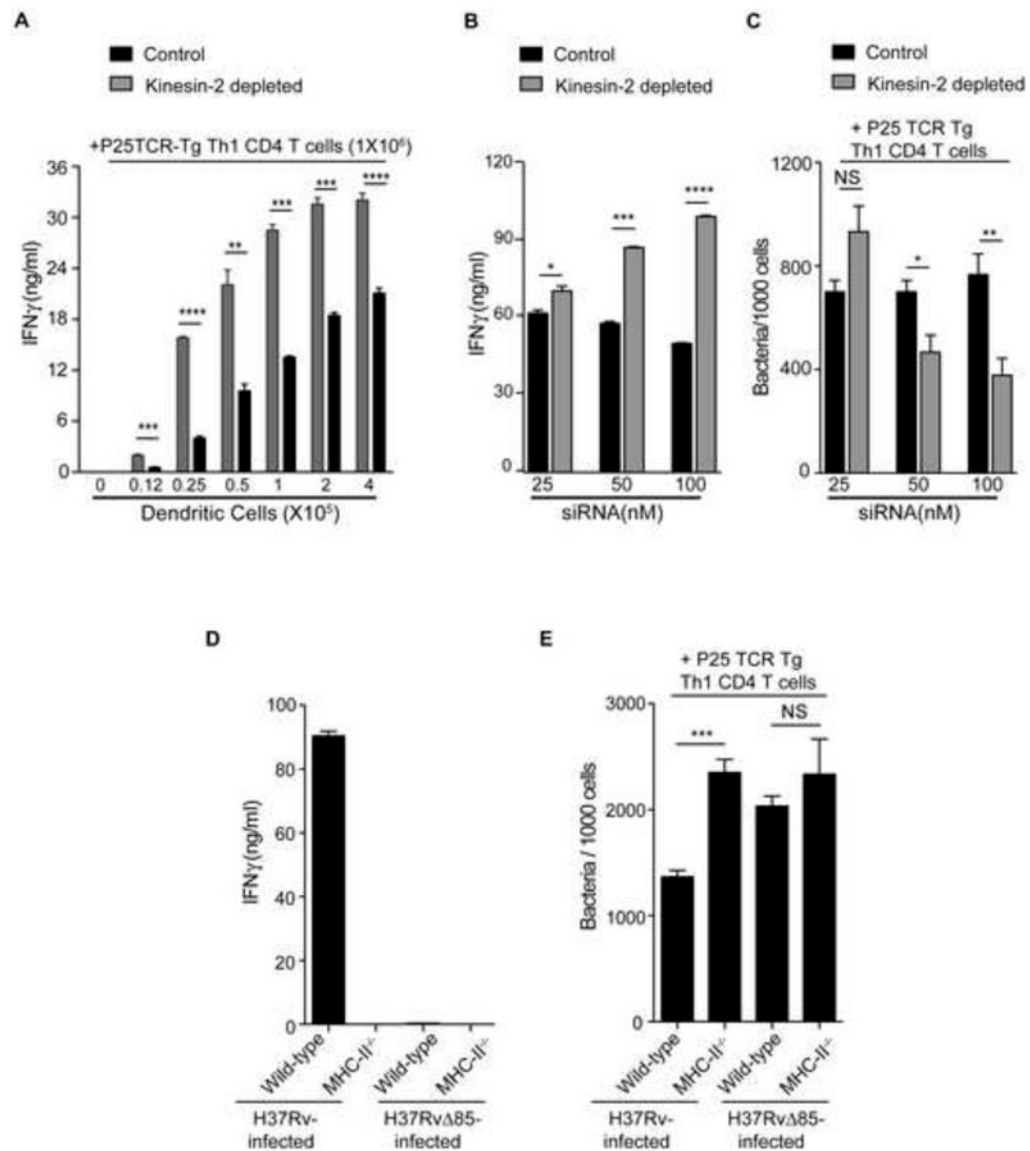 A
Control
Kinesin-2 depleted
+P25TCR-Tg Th1 CD4 T cells (1X10⁶)
IFNγ (ng/ml)
36
30
24
18
12
6
0
***
****
**
***
***
****
0 0.12 0.25 0.5 1 2 4
Dendritic Cells (X10⁵)
B
Control
Kinesin-2 depleted
IFNγ (ng/ml)
120
90
60
30
0
*
***
****
25 50 100
siRNA(nM)
C
Control
Kinesin-2 depleted
+ P25 TCR Tg
Th1 CD4 T cells
Bacteria/1000 cells
1200
800
400
0
NS
*
**
25 50 100
siRNA(nM)
D
IFNγ (ng/ml)
100
80
60
40
20
0
Wild-type
MHC-II⁻/⁻
Wild-type
MHC-II⁻/⁻
H37Rv-
infected
H37RvΔ85-
infected
E
+ P25 TCR Tg
Th1 CD4 T cells
Bacteria / 1000 cells
3000
2000
1000
0
***
NS
Wild-type
MHC-II⁻/⁻
Wild-type
MHC-II⁻/⁻
H37Rv-
infected
H37RvΔ85-
infected